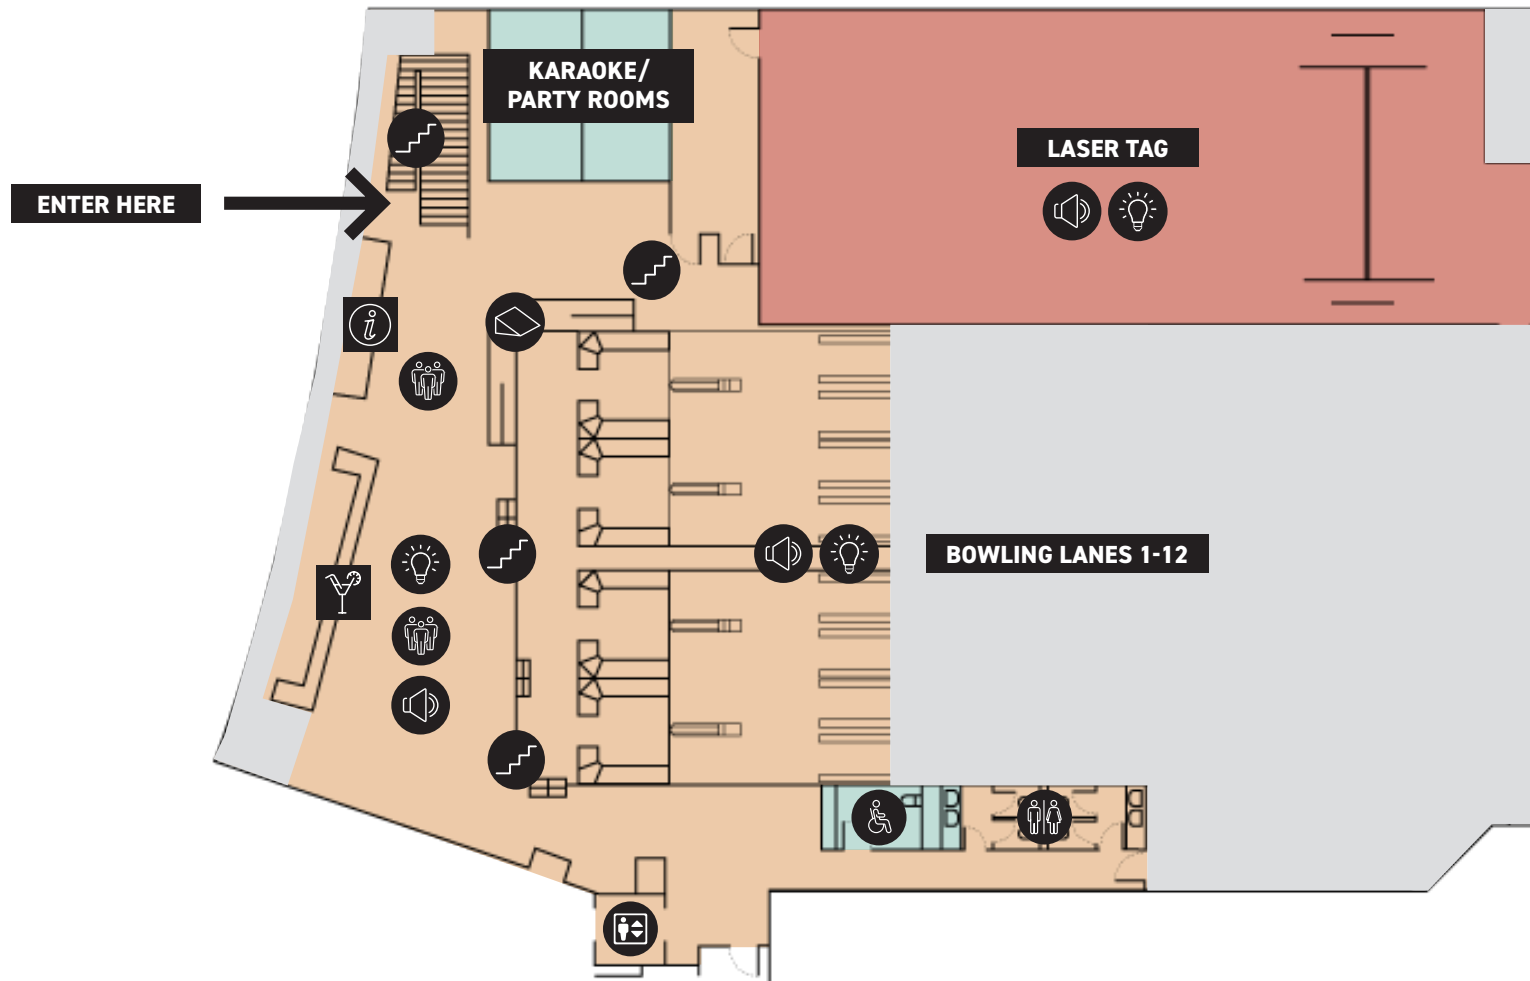 KARAOKE/
PARTY ROOMS
LASER TAG
ENTER HERE
i
BOWLING LANES 1-12